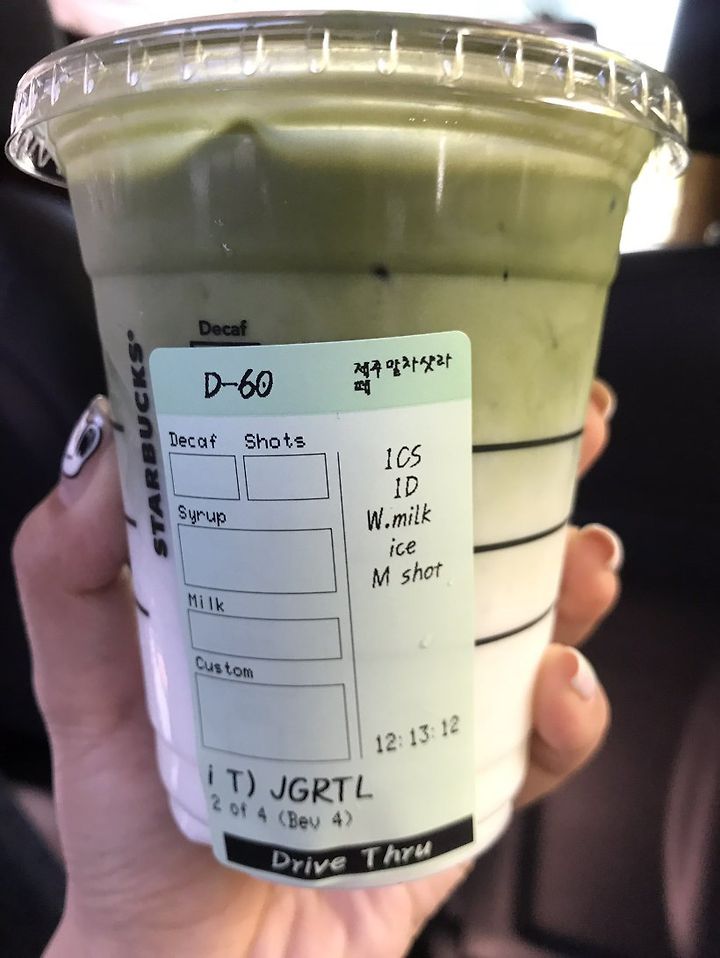 Decaf
STARBUCKS®
D-60
제주말차샷라
떼
Decaf Shots
Syrup
Milk
Custom
1CS
1D
W.milk
ice
M shot
12:13:12
i T) JGRTL
2 of 4 (Bev 4)
Drive Thru